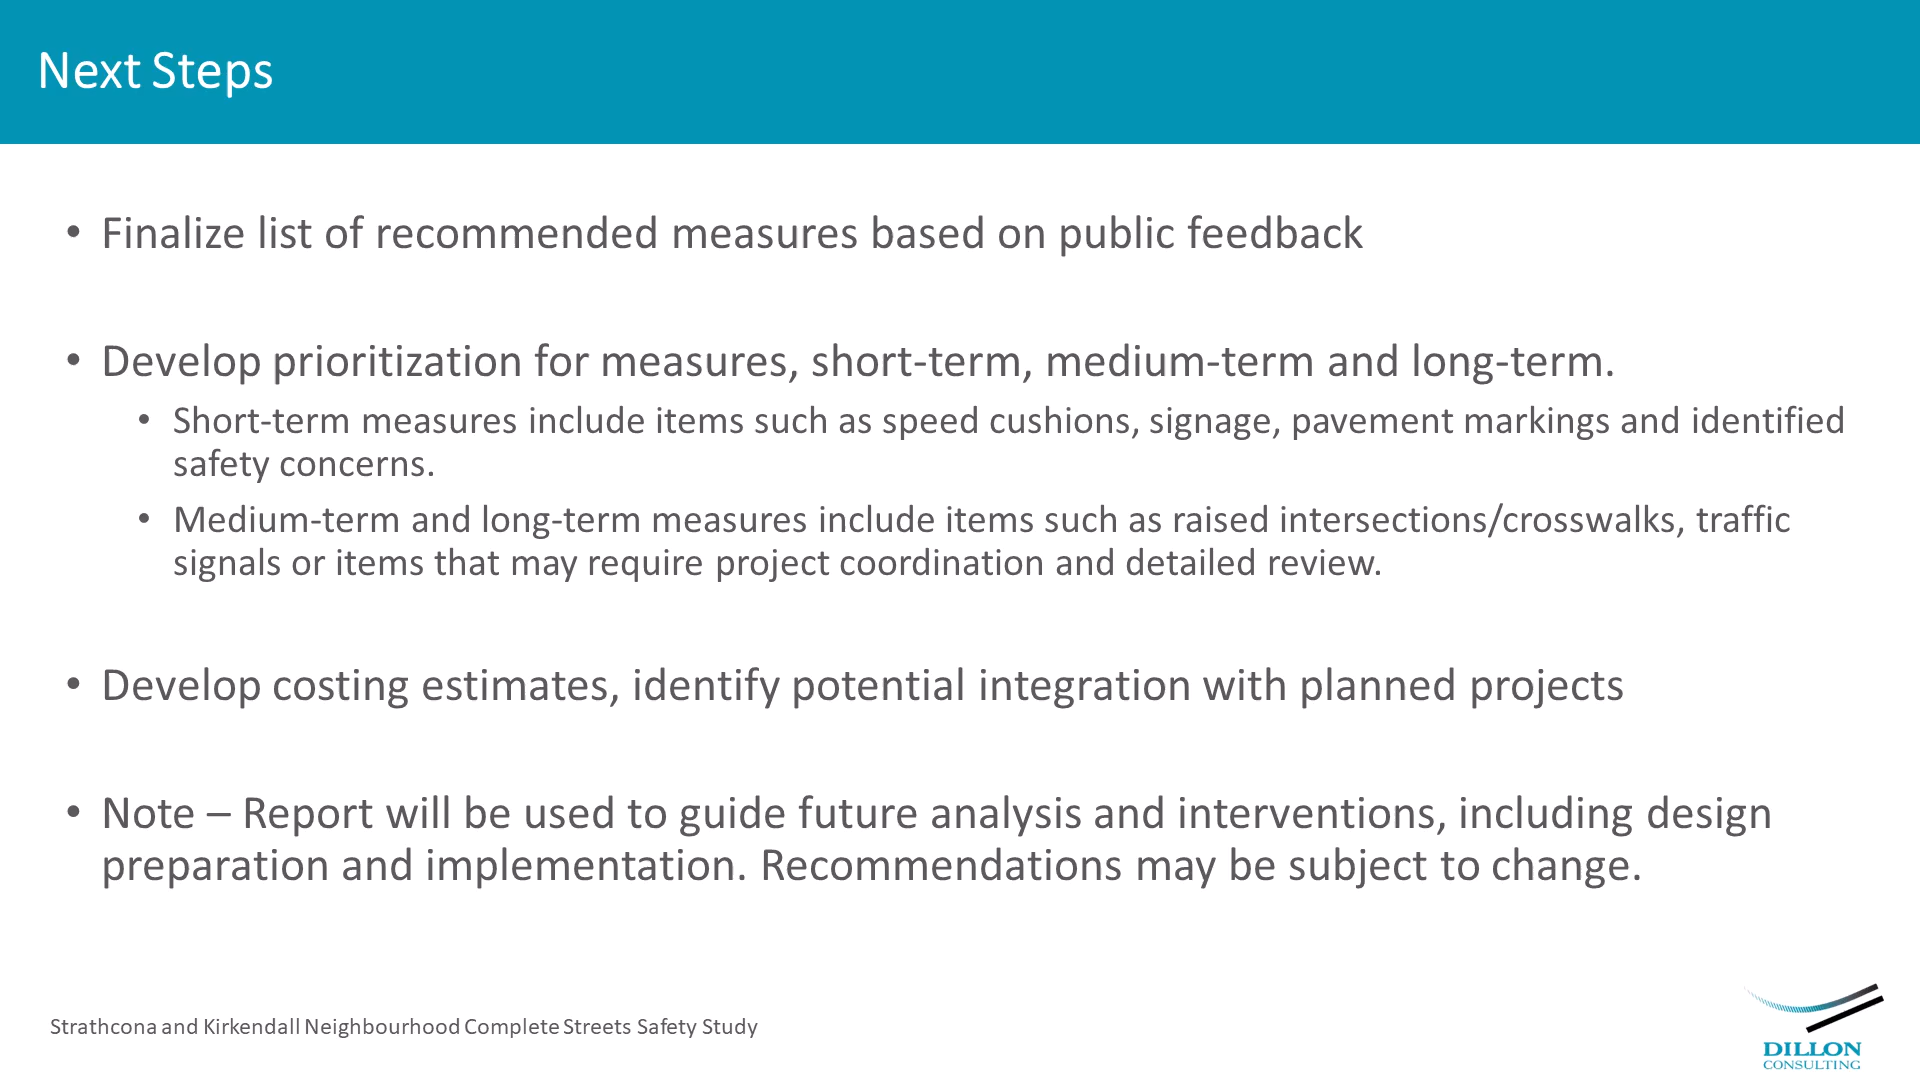 Next Steps
• Finalize list of recommended measures based on public feedback
• Develop prioritization for measures, short-term, medium-term and long-term.
• Short-term measures include items such as speed cushions, signage, pavement markings and identified
safety concerns.
• Medium-term and long-term measures include items such as raised intersections/crosswalks, traffic
signals or items that may require project coordination and detailed review.
• Develop costing estimates, identify potential integration with planned projects
• Note – Report will be used to guide future analysis and interventions, including design
preparation and implementation. Recommendations may be subject to change.
Strathcona and Kirkendall Neighbourhood Complete Streets Safety Study
DILLON
CONSULTING